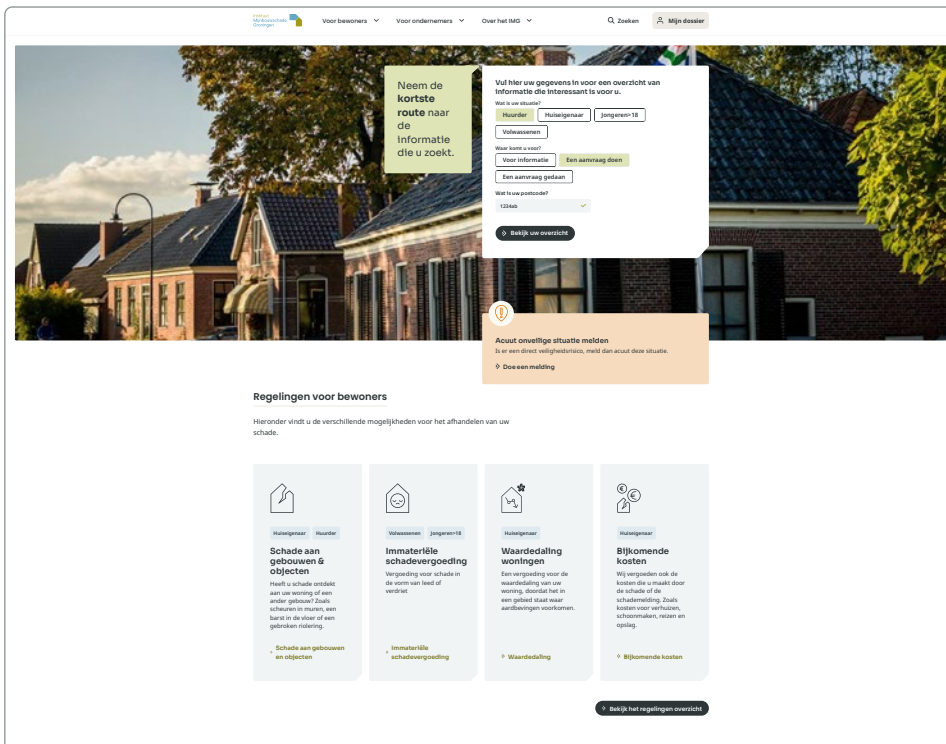 Instituut
Mijnbouwschade
Groningen
Voor bewoners
Voor ondernemers
Over het IMG
Zoeken
Mijn dossier
Neem de
kortste
route naar
de
informatie
die u zoekt.
Vul hier uw gegevens in voor een overzicht van
informatie die interessant is voor u.
Wat is uw situatie?
Huurder
Huiseigenaar
Jongeren>18
Volwassenen
Waar komt u voor?
Voor informatie
Een aanvraag doen
Een aanvraag gedaan
Wat is uw postcode?
1234ab
Bekijk uw overzicht
Acuut onveilige situatie melden
Is er een direct veiligheidsrisico, meld dan acuut deze situatie.
Doe een melding
Regelingen voor bewoners
Hieronder vindt u de verschillende mogelijkheden voor het afhandelen van uw
schade.
Huiseigenaar
Huurder
Schade aan
gebouwen &
objecten
Heeft u schade ontdekt
aan uw woning of een
ander gebouw? Zoals
scheuren in muren, een
barst in de vloer of een
gebroken riolering.
Schade aan gebouwen
en objecten
Volwassenen
Jongeren>18
Immateriële
schadevergoeding
Vergoeding voor schade in
de vorm van leed of
verdriet
Immateriële
schadevergoeding
Huiseigenaar
Waardedaling
woningen
Een vergoeding voor de
waardedaling van uw
woning, doordat het in
een gebied staat waar
aardbevingen voorkomen.
Waardedaling
Huiseigenaar
Bijkomende
kosten
Wij vergoeden ook de
kosten die u maakt door
de schade of de
schademelding. Zoals
kosten voor verhuizen,
schoonmaken, reizen en
opslag.
Bijkomende kosten
Bekijk het regelingen overzicht